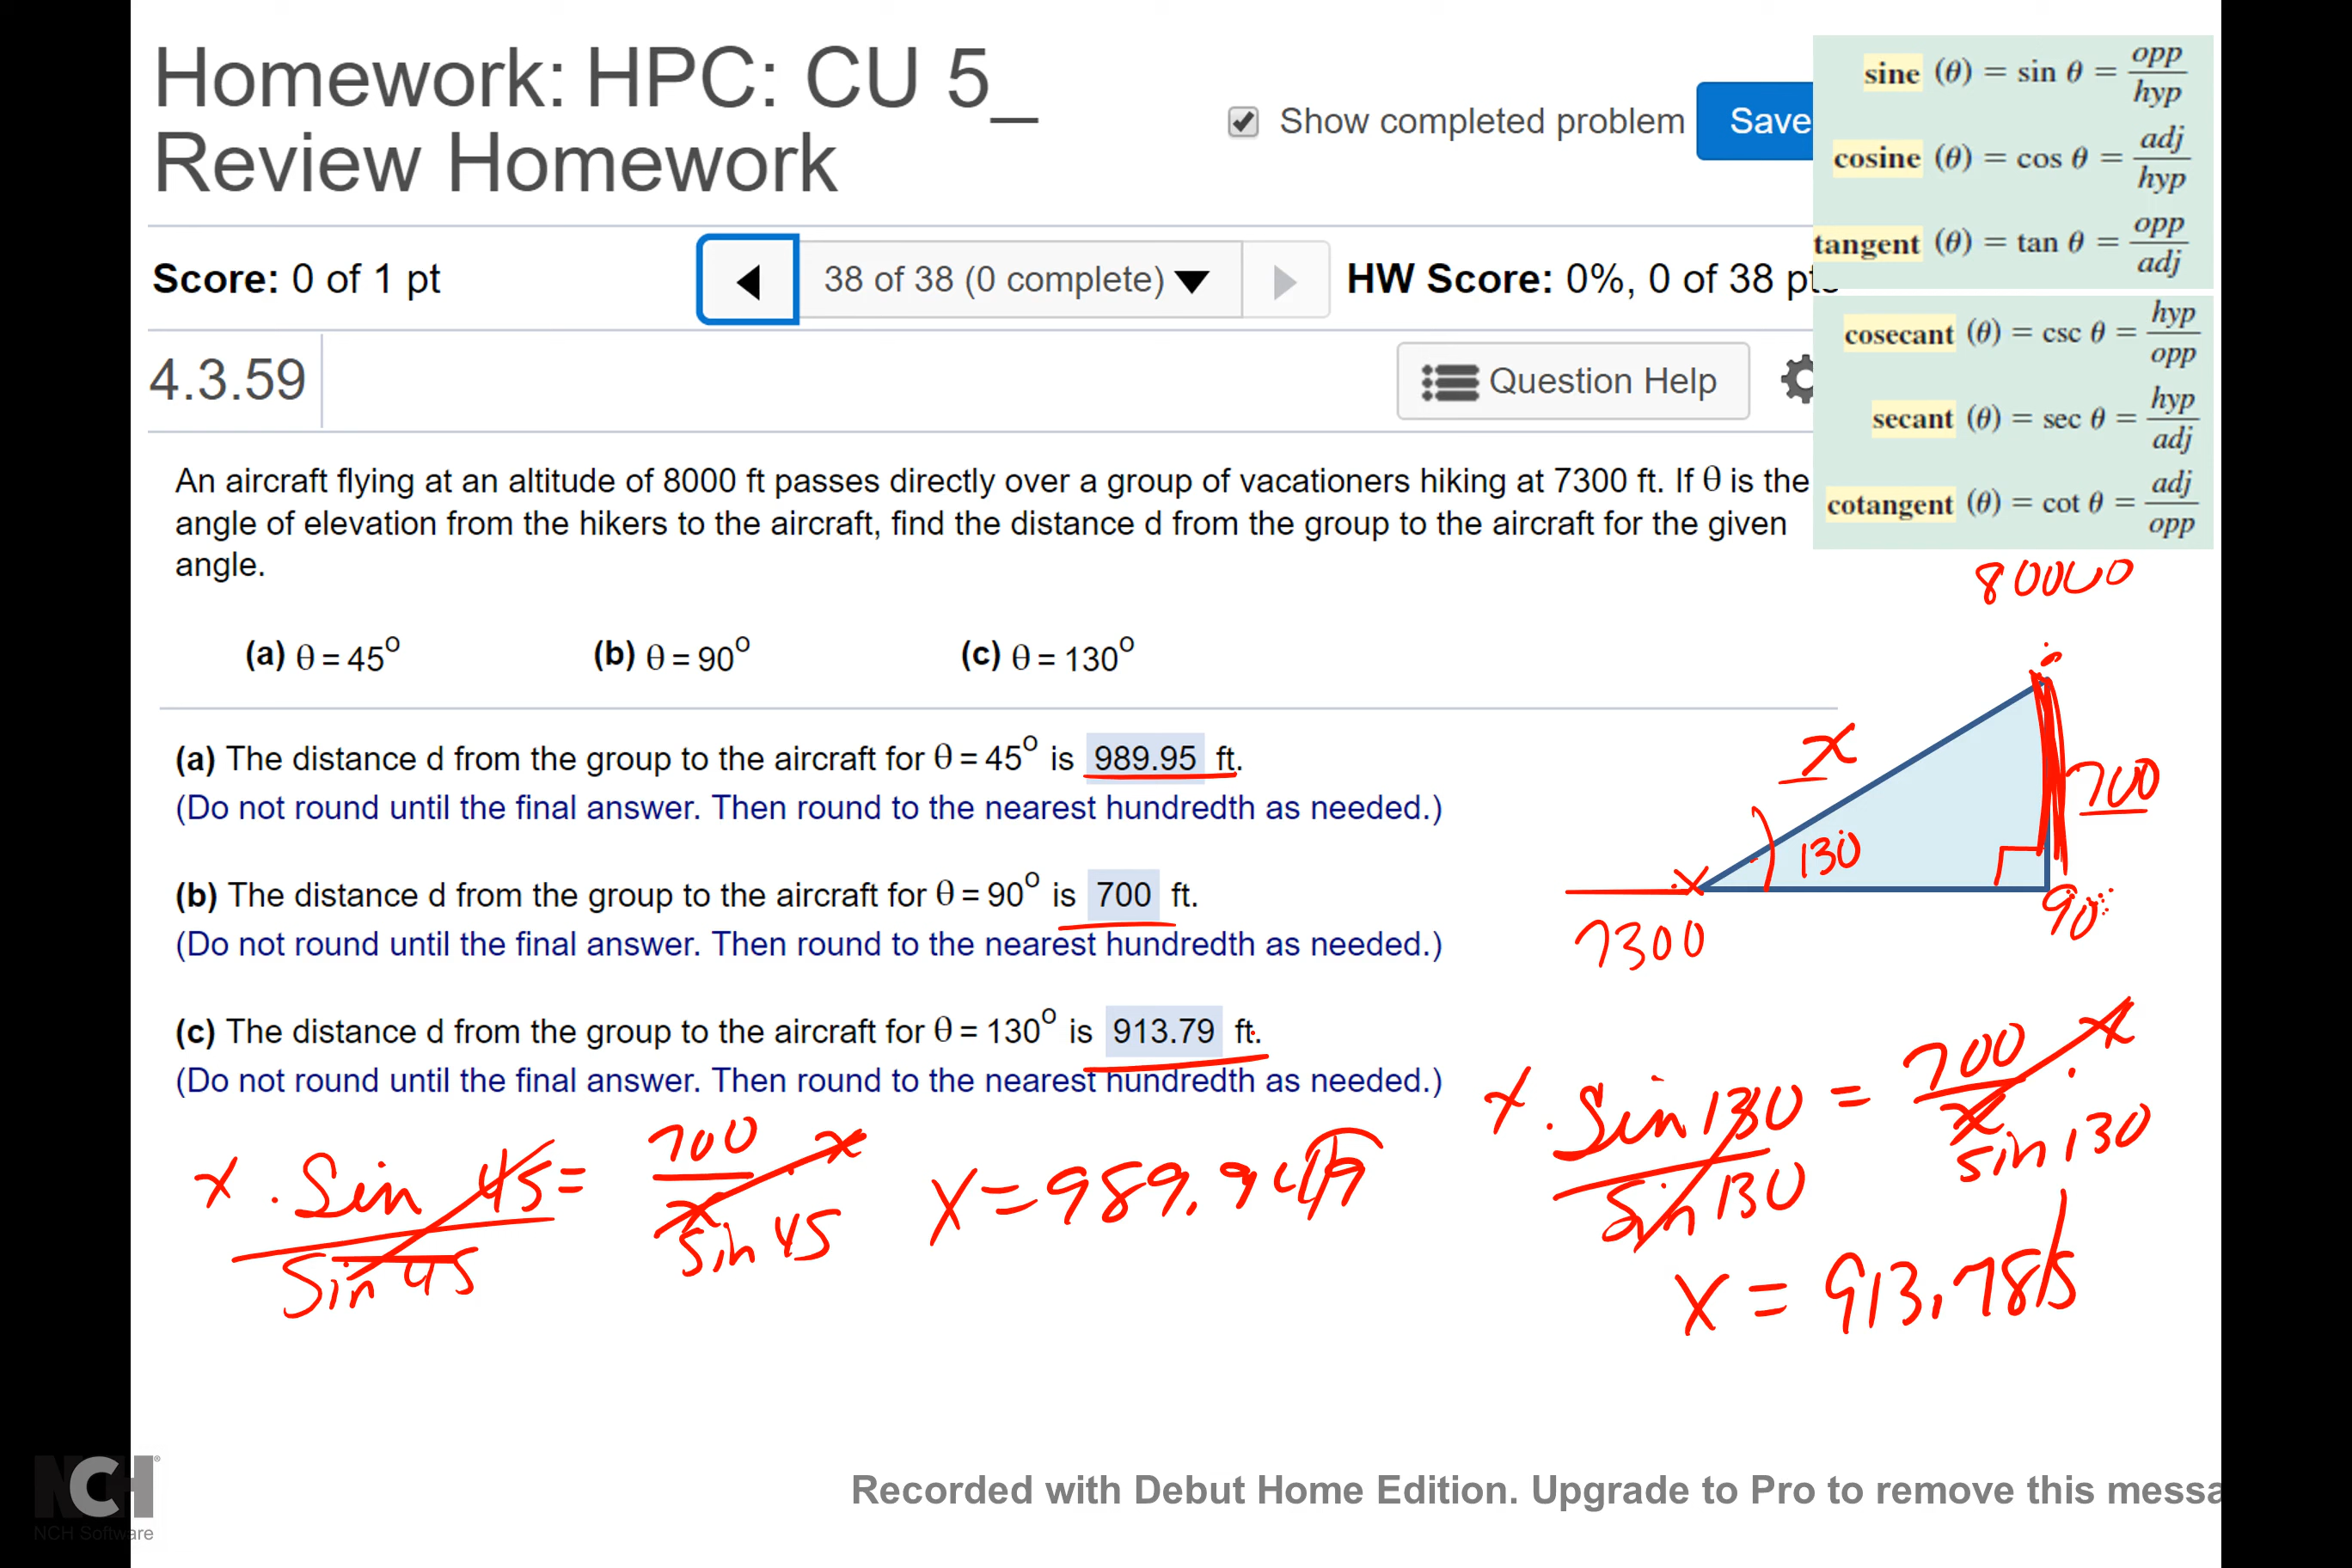 Homework: HPC: CU 5_
Review Homework
Show completed problem
Save
sine (θ) = sin θ = opp/hyp
cosine (θ) = cos θ = adj/hyp
tangent (θ) = tan θ = opp/adj
cosecant (θ) = csc θ = hyp/opp
secant (θ) = sec θ = hyp/adj
cotangent (θ) = cot θ = adj/opp
Score: 0 of 1 pt
38 of 38 (0 complete)
HW Score: 0%, 0 of 38 pts
4.3.59
Question Help
An aircraft flying at an altitude of 8000 ft passes directly over a group of vacationers hiking at 7300 ft. If θ is the
angle of elevation from the hikers to the aircraft, find the distance d from the group to the aircraft for the given
angle.
80000
(a) θ = 45° (b) θ = 90° (c) θ = 130°
(a) The distance d from the group to the aircraft for θ = 45° is 989.95 ft.
(Do not round until the final answer. Then round to the nearest hundredth as needed.)
(b) The distance d from the group to the aircraft for θ = 90° is 700 ft.
(Do not round until the final answer. Then round to the nearest hundredth as needed.)
(c) The distance d from the group to the aircraft for θ = 130° is 913.79 ft.
(Do not round until the final answer. Then round to the nearest hundredth as needed.)
x
700
130
90
7300
x · Sin 45 / Sin 45 = 700 / x · x
sin 45
x = 989.949
x · Sin 130 / Sin 130 = 700 / x · x
sin 130
x = 913.785
NCH®
NCH Software
Recorded with Debut Home Edition. Upgrade to Pro to remove this messa